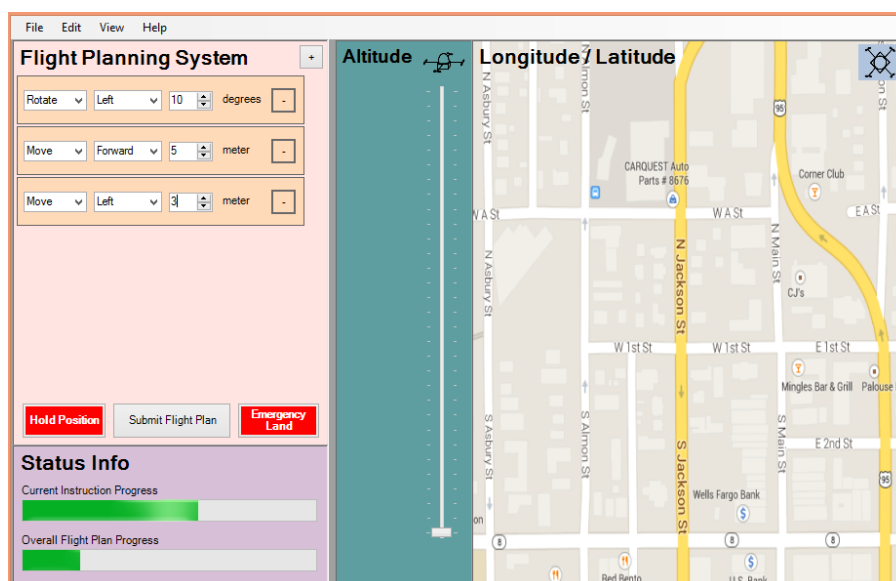 File Edit View Help
Flight Planning System
+
Rotate Left 10 degrees -
Move Forward 5 meter -
Move Left 3 meter -
Hold Position
Submit Flight Plan
Emergency
Land
Status Info
Current Instruction Progress
Overall Flight Plan Progress
Altitude
Longitude / Latitude
N Asbury St
N Almon St
95
CARQUEST Auto
Parts # 8676
Corner Club
W A St
W A St
E A St
N Asbury St
N Jackson St
N Main St
CJ's
W 1st St
W 1st St
E 1st St
Mingles Bar & Grill
Palouse
S Asbury St
S Almon St
S Jackson St
S Main St
E 2nd St
95
Wells Fargo Bank
$
8
8
8
Red Bento
$
U.S. Bank